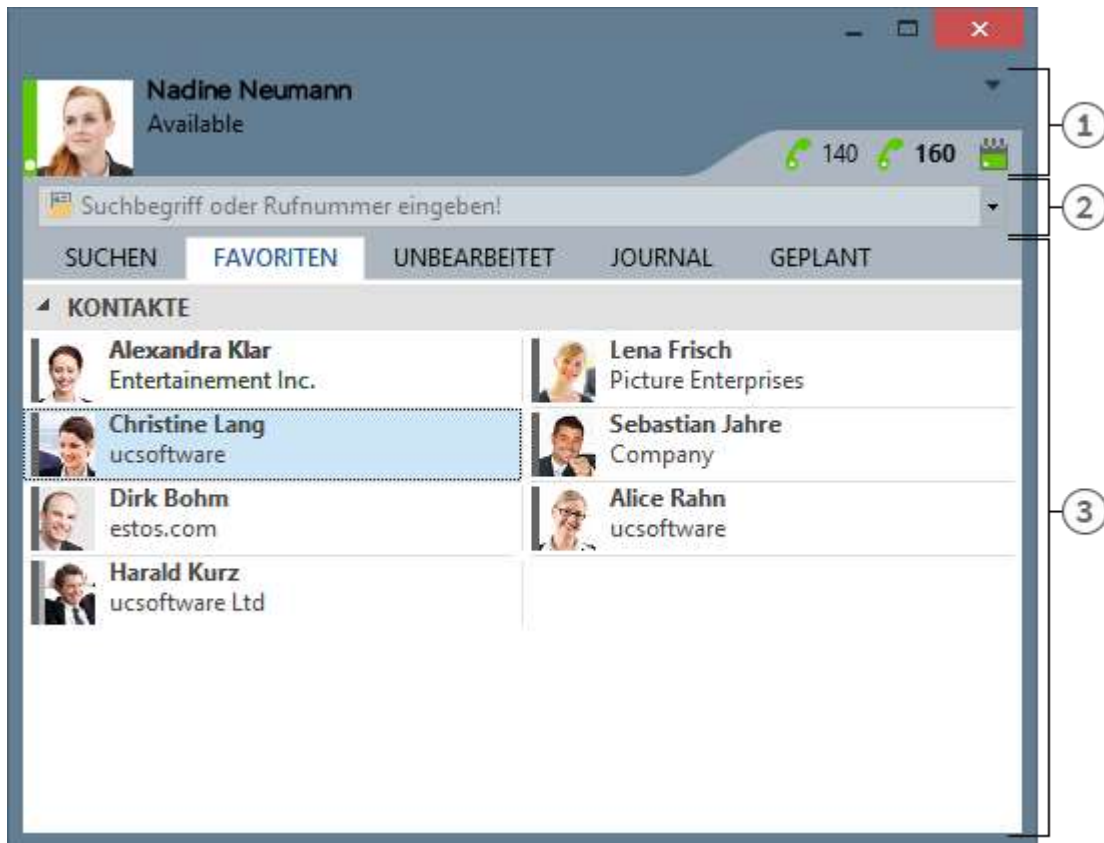 Nadine Neumann
Available
1
140 160
Suchbegriff oder Rufnummer eingeben!
2
SUCHEN FAVORITEN UNBEARBEITET JOURNAL GEPLANT
KONTAKTE
Alexandra Klar
Entertainement Inc.
Lena Frisch
Picture Enterprises
Christine Lang
ucsoftware
Sebastian Jahre
Company
Dirk Bohm
estos.com
Alice Rahn
ucsoftware
3
Harald Kurz
ucsoftware Ltd